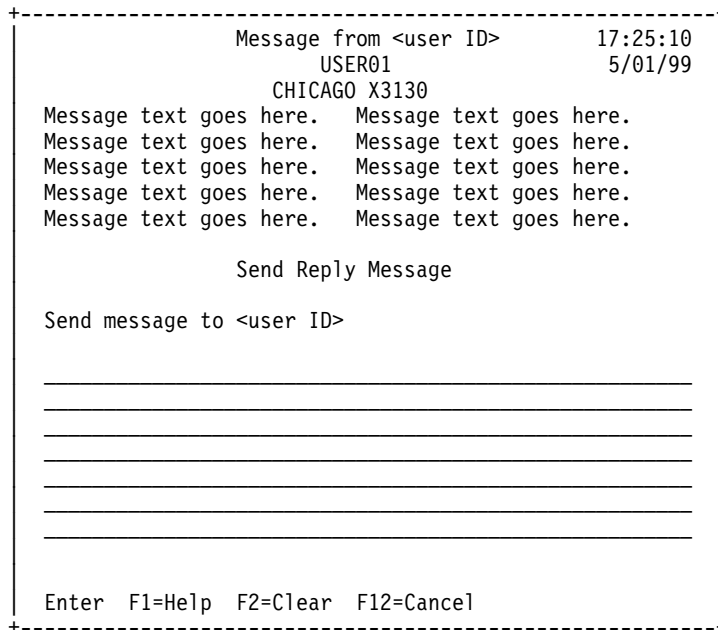 Message from <user ID> 17:25:10
USER01 5/01/99
CHICAGO X3130
Message text goes here. Message text goes here.
Message text goes here. Message text goes here.
Message text goes here. Message text goes here.
Message text goes here. Message text goes here.
Message text goes here. Message text goes here.
Send Reply Message
Send message to <user ID>
Enter F1=Help F2=Clear F12=Cancel